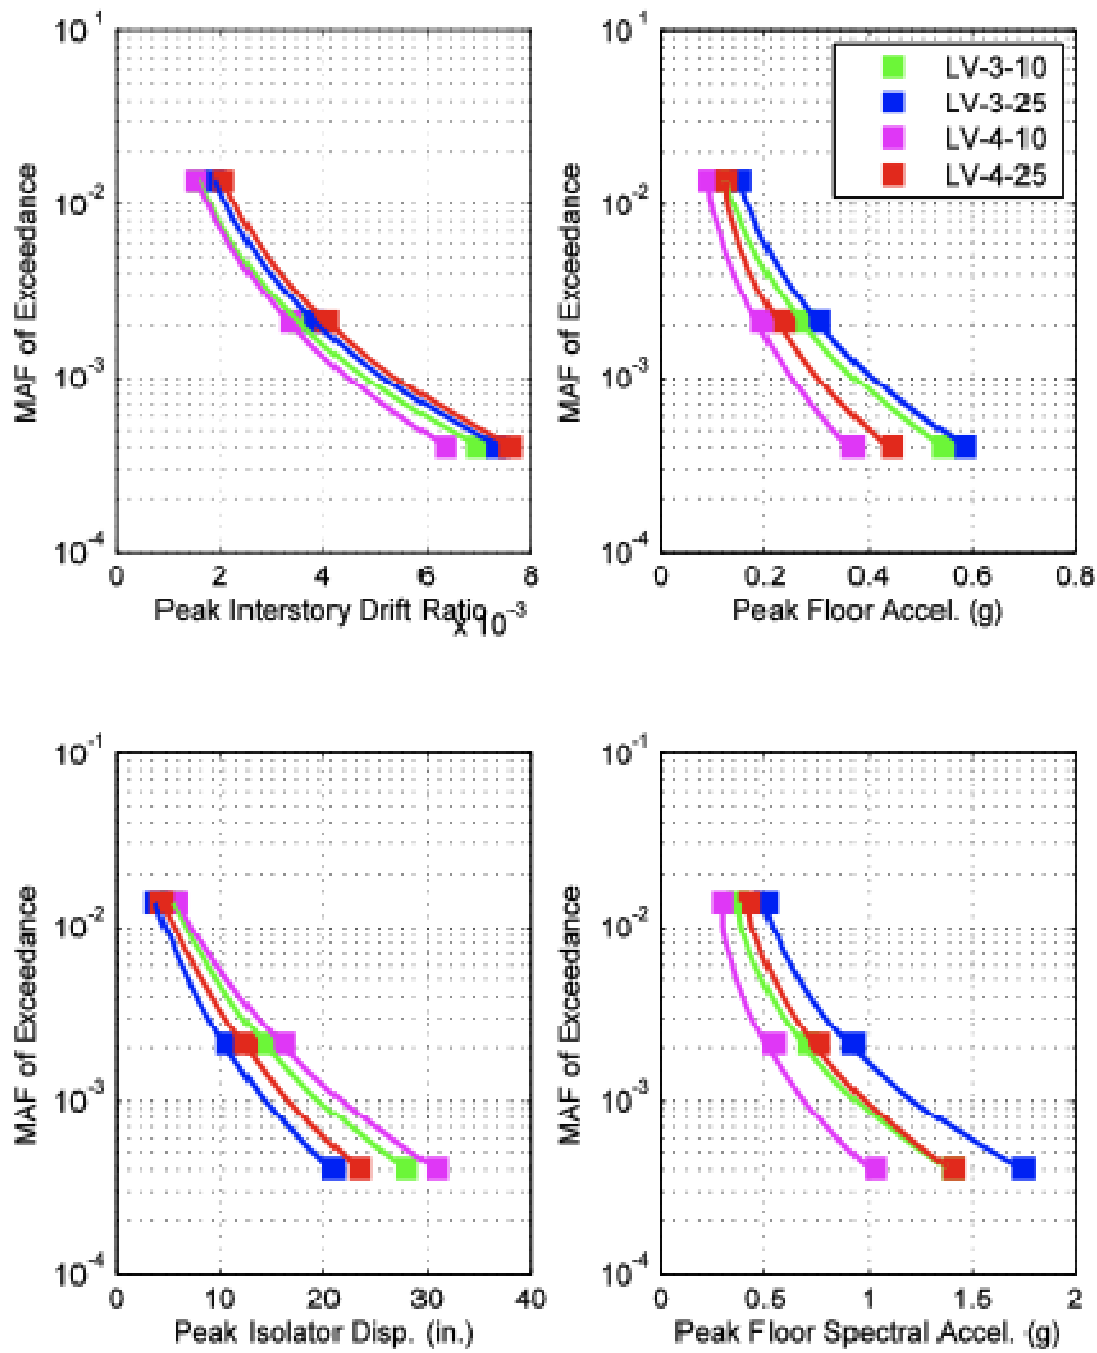 10^-1
10^-2
10^-3
10^-4
MAF of Exceedance
0 2 4 6 8
Peak Interstory Drift Ratio
x 10^-3
10^-1
10^-2
10^-3
10^-4
MAF of Exceedance
LV-3-10
LV-3-25
LV-4-10
LV-4-25
0 0.2 0.4 0.6 0.8
Peak Floor Accel. (g)
10^-1
10^-2
10^-3
10^-4
MAF of Exceedance
0 10 20 30 40
Peak Isolator Disp. (in.)
10^-1
10^-2
10^-3
10^-4
MAF of Exceedance
0 0.5 1 1.5 2
Peak Floor Spectral Accel. (g)